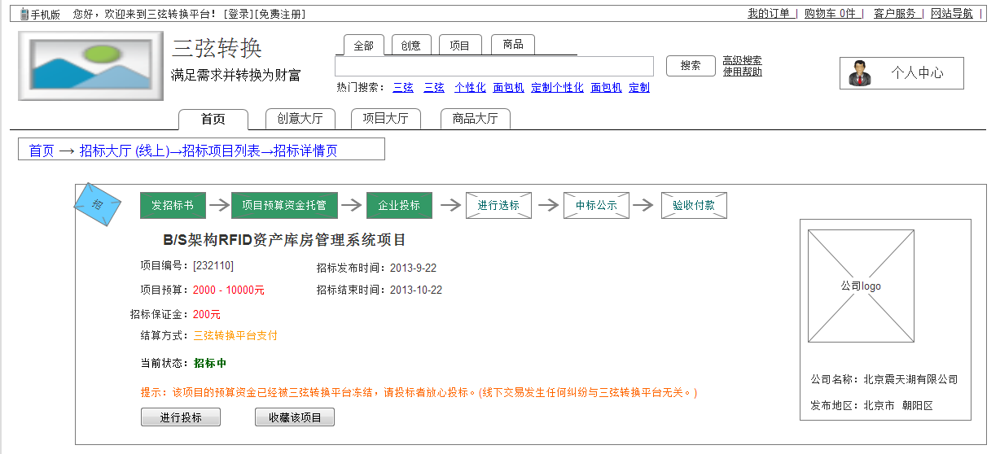 手机版 您好，欢迎来到三弦转换平台！ [登录][免费注册] 我的订单 | 购物车 0件 | 客户服务 | 网站导航 |
三弦转换
满足需求并转换为财富
全部 创意 项目 商品
搜索 高级搜索
使用帮助
热门搜索： 三弦 三弦 个性化 面包机 定制个性化 面包机 定制
个人中心
首页 创意大厅 项目大厅 商品大厅
首页 → 招标大厅 (线上)→招标项目列表→招标详情页
招
发招标书 项目预算资金托管 企业投标 进行选标 中标公示 验收付款
B/S架构RFID资产库房管理系统项目
项目编号：[232110] 招标发布时间：2013-9-22
项目预算：2000 - 10000元 招标结束时间：2013-10-22
招标保证金：200元
结算方式：三弦转换平台支付
当前状态：招标中
提示：该项目的预算资金已经被三弦转换平台冻结，请投标者放心投标。(线下交易发生任何纠纷与三弦转换平台无关。)
进行投标 收藏该项目
公司logo
公司名称：北京震天湖有限公司
发布地区：北京市 朝阳区